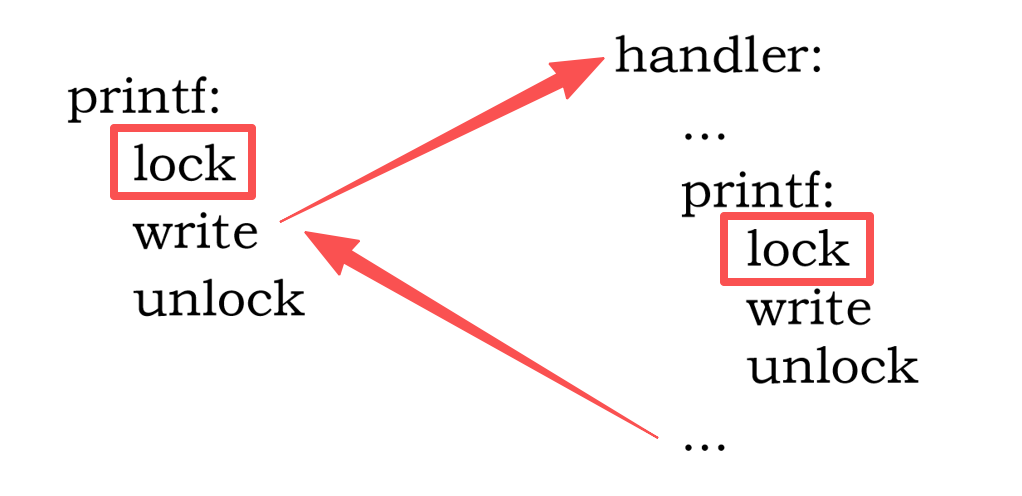 printf:
lock
write
unlock
handler:
...
printf:
lock
write
unlock
...